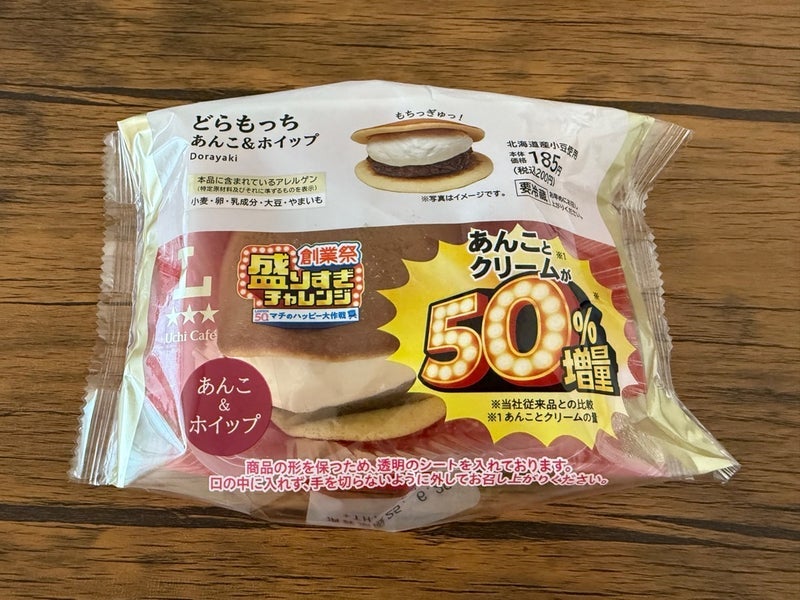 どらもっち
あんこ&ホイップ
Dorayaki
本品に含まれているアレルゲン
(特定原材料及びそれに準ずるものを表示)
小麦・卵・乳成分・大豆・やまいも
もちっぎゅっ!
※写真はイメージです。
北海道産小豆使用
本体価格 185円
(税込200円)
要冷蔵
L
★★★
Uchi Café
創業祭
盛りすぎ
チャレンジ
LAWSON 50th マチのハッピー大作戦
あんこと
クリームが※1
50%※
増量
※当社従来品との比較
※1あんことクリームの量
あんこ
&
ホイップ
商品の形を保つため、透明のシートを入れております。
口の中に入れず、手を切らないように外してお召し上がりください。